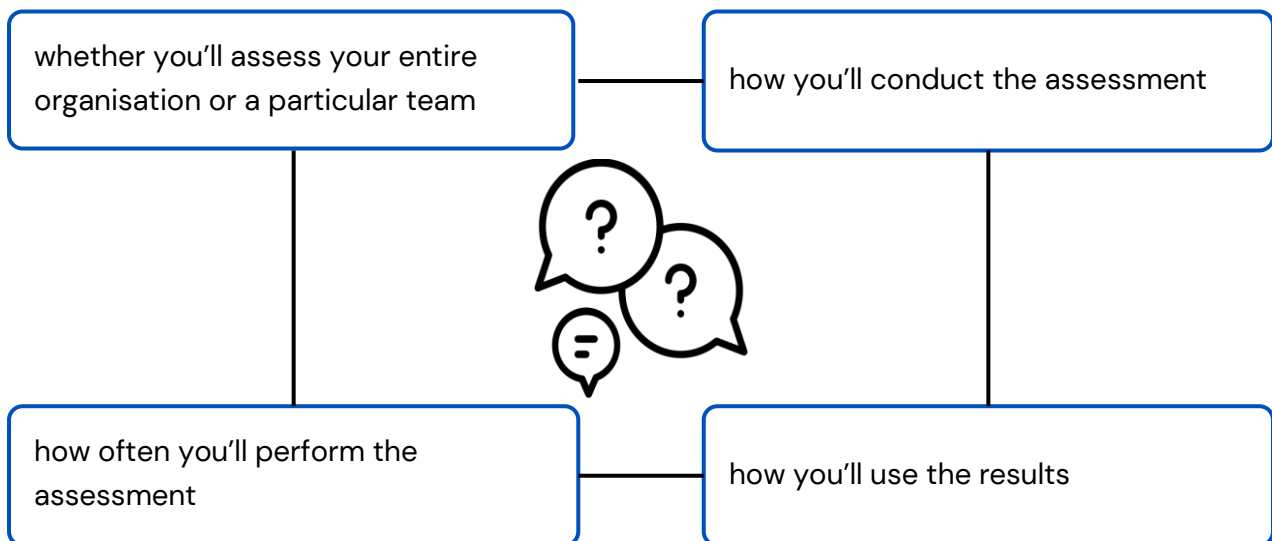 whether you’ll assess your entire
organisation or a particular team
how you’ll conduct the assessment
?
?
how often you’ll perform the
assessment
how you’ll use the results